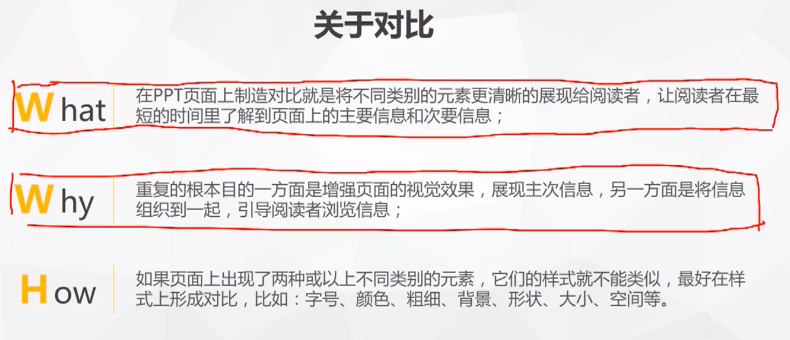 关于对比
What
在PPT页面上制造对比就是将不同类别的元素更清晰的展现给阅读者，让阅读者在最
短的时间里了解到页面上的主要信息和次要信息；
Why
重复的根本目的一方面是增强页面的视觉效果，展现主次信息，另一方面是将信息
组织到一起，引导阅读者浏览信息；
How
如果页面上出现了两种或以上不同类别的元素，它们的样式就不能类似，最好在样
式上形成对比，比如：字号、颜色、粗细、背景、形状、大小、空间等。